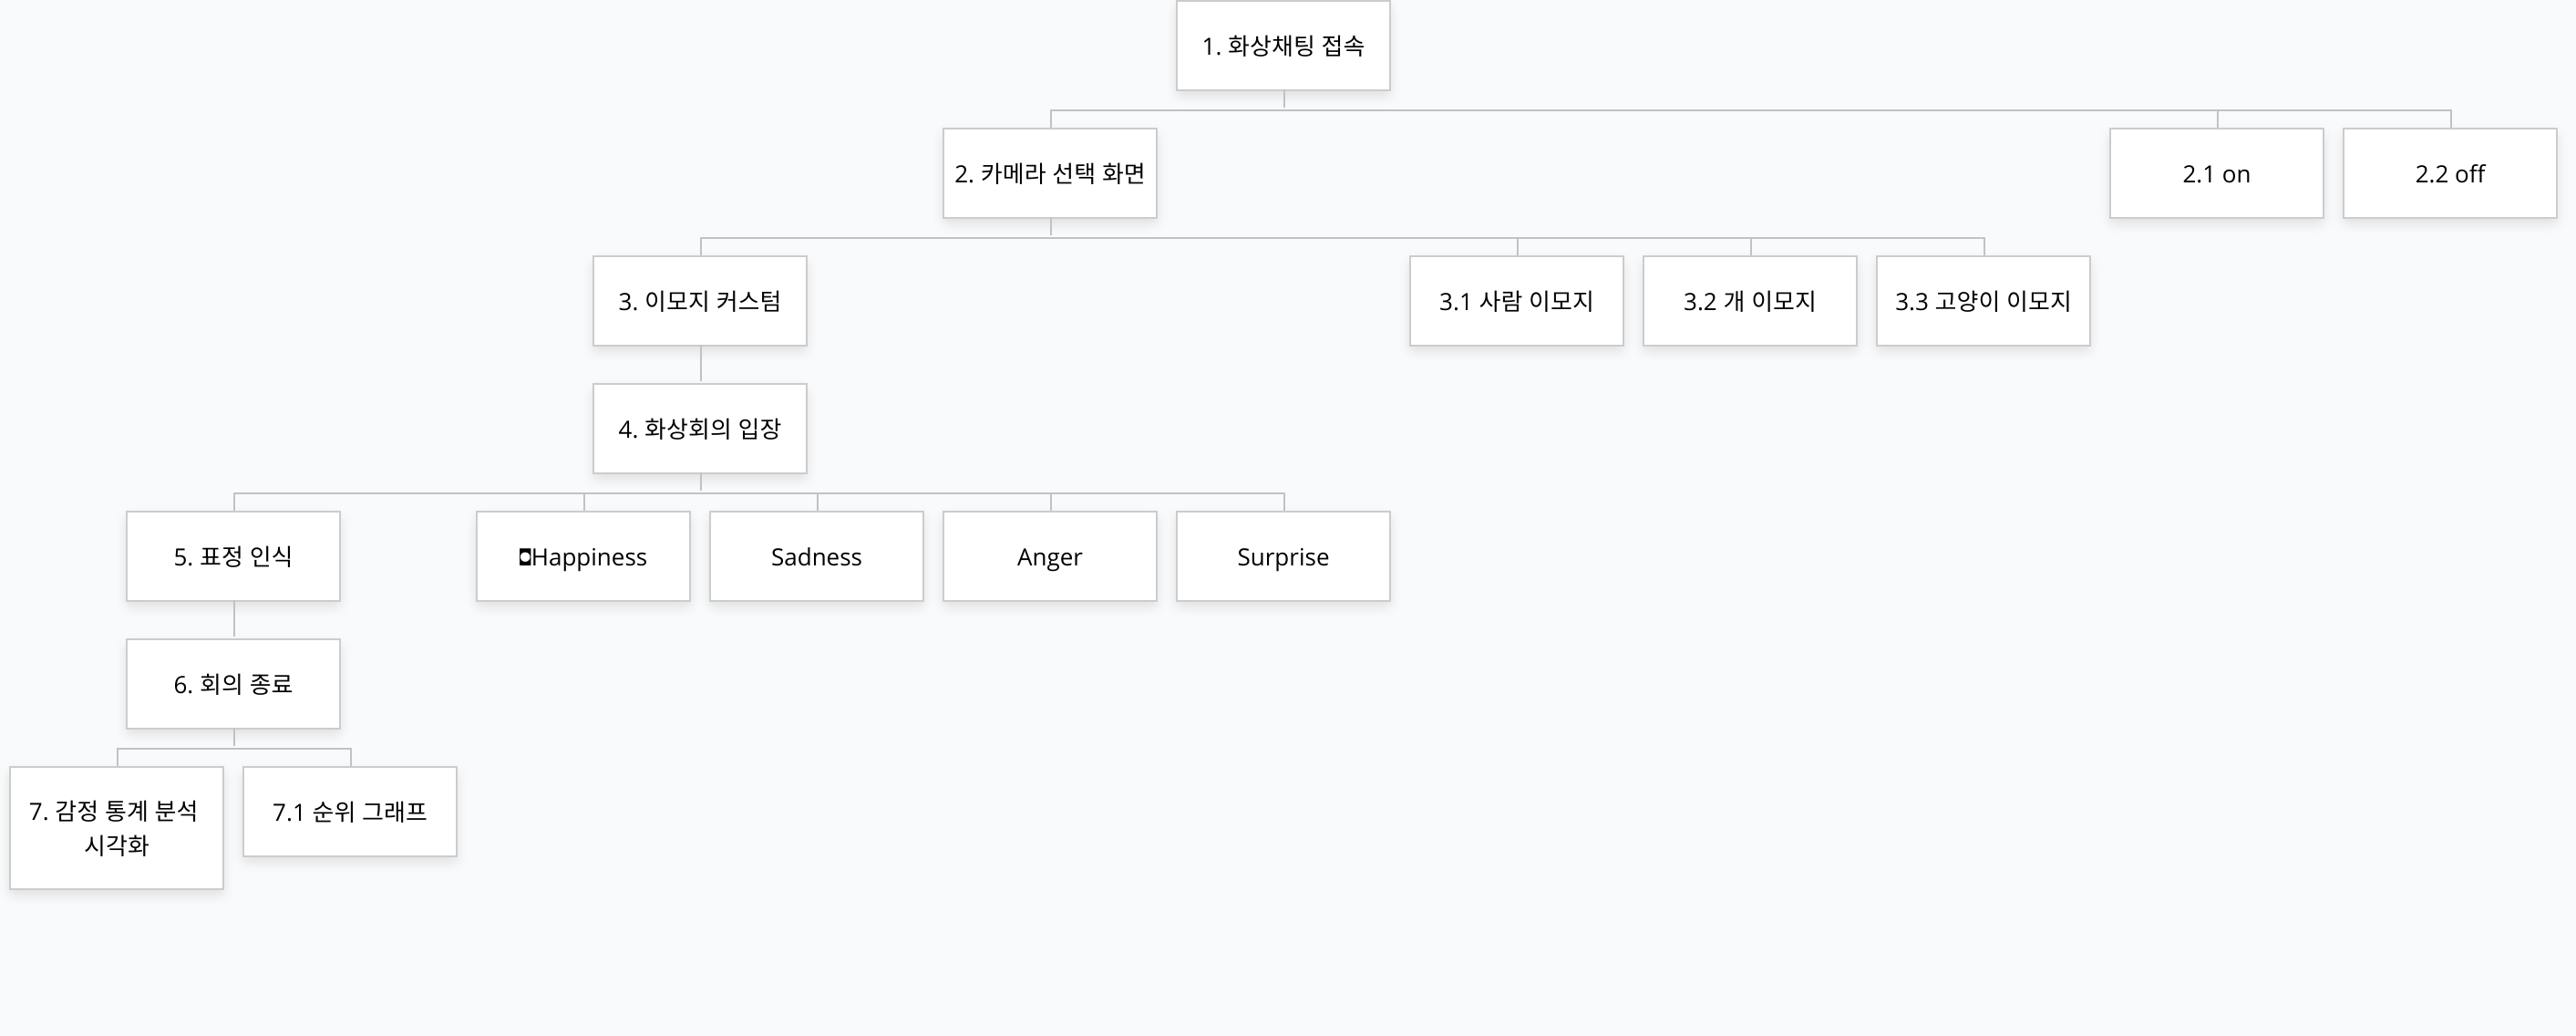 1. 화상채팅 접속
2. 카메라 선택 화면
2.1 on
2.2 off
3. 이모지 커스텀
3.1 사람 이모지
3.2 개 이모지
3.3 고양이 이모지
4. 화상회의 입장
5. 표정 인식
◘Happiness
Sadness
Anger
Surprise
6. 회의 종료
7. 감정 통계 분석
시각화
7.1 순위 그래프